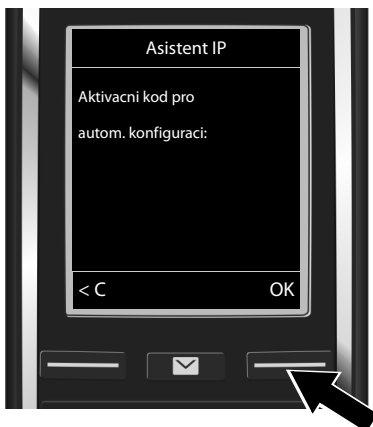 Asistent IP
Aktivacni kod pro
autom. konfiguraci:
< C OK